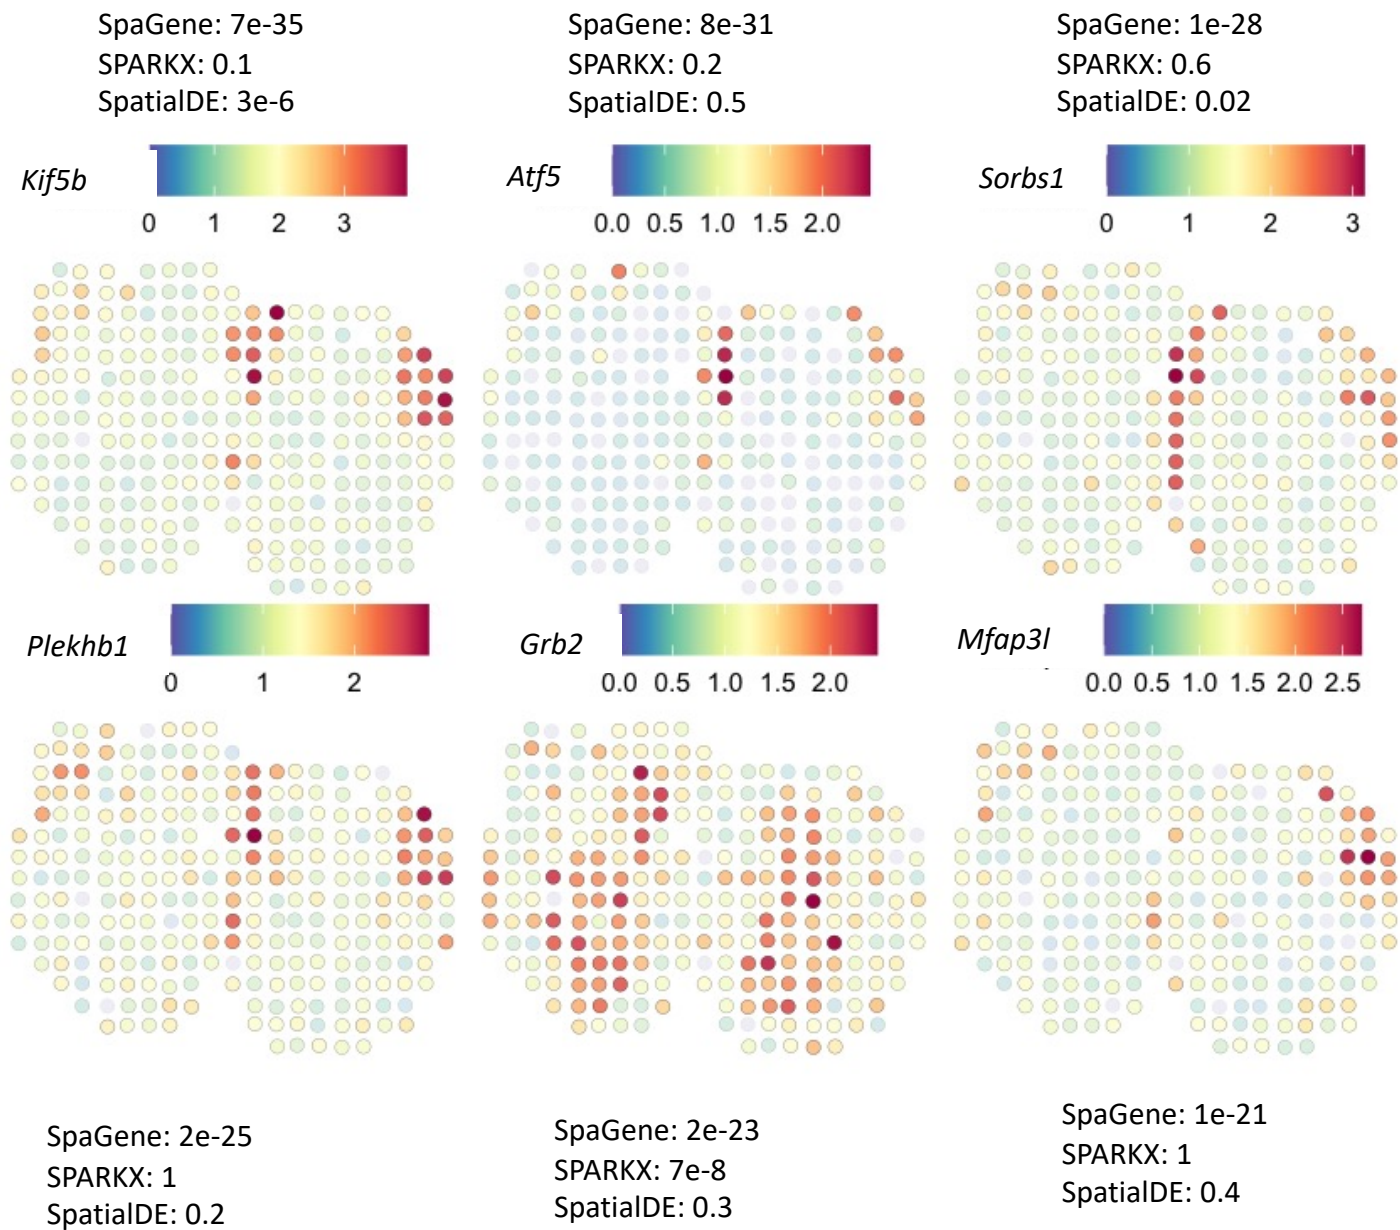 SpaGene: 7e-35
SPARKX: 0.1
SpatialDE: 3e-6
SpaGene: 8e-31
SPARKX: 0.2
SpatialDE: 0.5
SpaGene: 1e-28
SPARKX: 0.6
SpatialDE: 0.02
Kif5b
0 1 2 3
Atf5
0.0 0.5 1.0 1.5 2.0
Sorbs1
0 1 2 3
Plekhb1
0 1 2
Grb2
0.0 0.5 1.0 1.5 2.0
Mfap3l
0.0 0.5 1.0 1.5 2.0 2.5
SpaGene: 2e-25
SPARKX: 1
SpatialDE: 0.2
SpaGene: 2e-23
SPARKX: 7e-8
SpatialDE: 0.3
SpaGene: 1e-21
SPARKX: 1
SpatialDE: 0.4